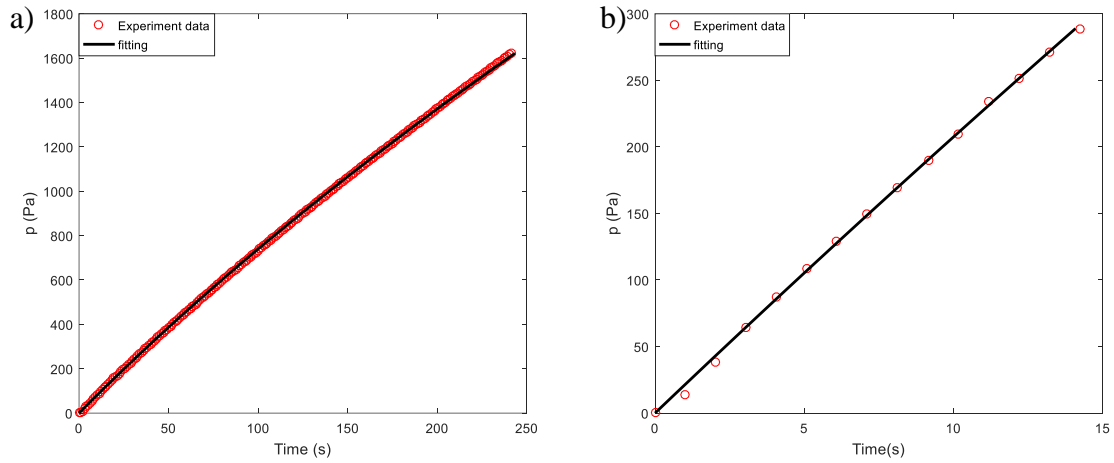 a)
Experiment data
fitting
p (Pa)
1800
1600
1400
1200
1000
800
600
400
200
0
0 50 100 150 200 250
Time (s)
b)
Experiment data
fitting
p (Pa)
300
250
200
150
100
50
0
0 5 10 15
Time(s)